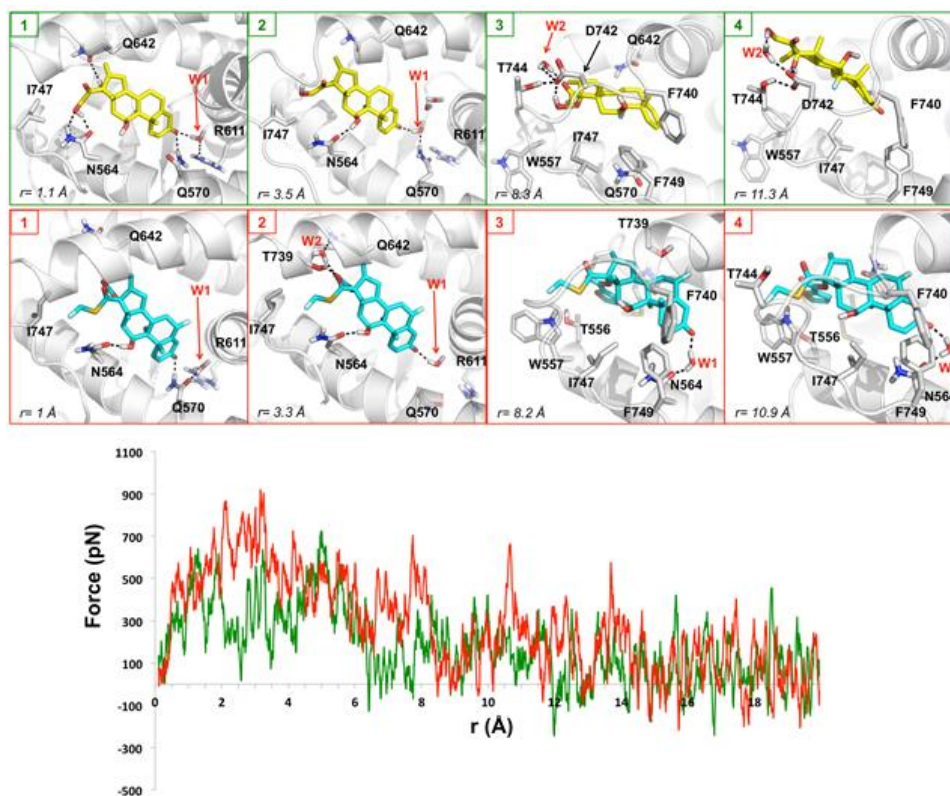 1
Q642
I747
W1
R611
N564
Q570
r= 1.1 Å
2
Q642
W1
I747
R611
N564
Q570
r= 3.5 Å
3
W2
D742
Q642
T744
F740
I747
W557
Q570
F749
r= 8.3 Å
4
W2
F740
T744
D742
W557
I747
F749
r= 11.3 Å
1
Q642
W1
I747
R611
N564
Q570
r= 1 Å
2
W2
Q642
T739
W1
I747
R611
N564
Q570
r= 3.3 Å
3
T739
F740
T556
W557
W1
I747
N564
F749
r= 8.2 Å
4
T744
F740
T556
W557
W
I747
N564
F749
r= 10.9 Å
1100
900
700
500
300
100
-100
-300
-500
Force (pN)
0 2 4 6 8 10 12 14 16 18
r (Å)